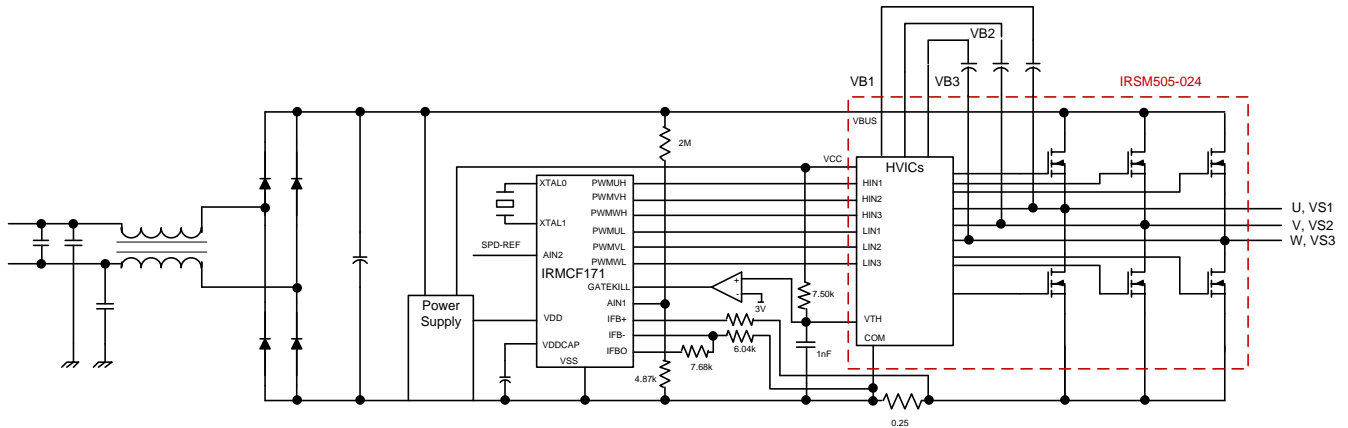 VB2
VB1
VB3
IRSM505-024
VBUS
2M
VCC
HVICs
XTAL0
PWMUH
HIN1
PWMVH
HIN2
U, VS1
XTAL1
PWMWH
HIN3
V, VS2
PWMUL
LIN1
W, VS3
SPD-REF
PWMVL
LIN2
AIN2
PWMWL
LIN3
IRMCF171
GATEKILL
+
-
7.50k
3V
Power
Supply
AIN1
VDD
IFB+
VTH
IFB-
COM
VDDCAP
IFBO
6.04k
1nF
VSS
7.68k
4.87k
0.25